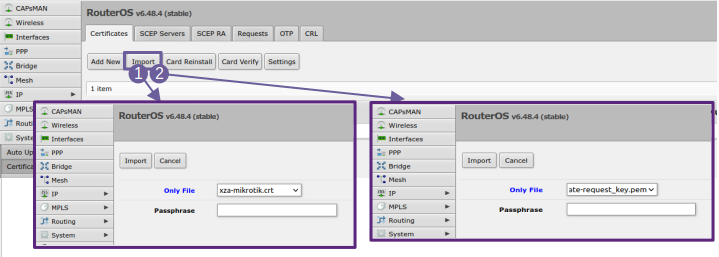 CAPsMAN
Wireless
Interfaces
PPP
Bridge
Mesh
IP
MPLS
Routi
Syste
Auto Up
Certifica
RouterOS v6.48.4 (stable)
Certificates SCEP Servers SCEP RA Requests OTP CRL
Add New Import Card Reinstall Card Verify Settings
1 2
1 item
CAPsMAN
Wireless
Interfaces
PPP
Bridge
Mesh
IP
MPLS
Routing
System
RouterOS v6.48.4 (stable)
Import Cancel
Only File xza-mikrotik.crt
Passphrase
CAPsMAN
Wireless
Interfaces
PPP
Bridge
Mesh
IP
MPLS
Routing
System
RouterOS v6.48.4 (stable)
Import Cancel
Only File ate-request_key.pem
Passphrase